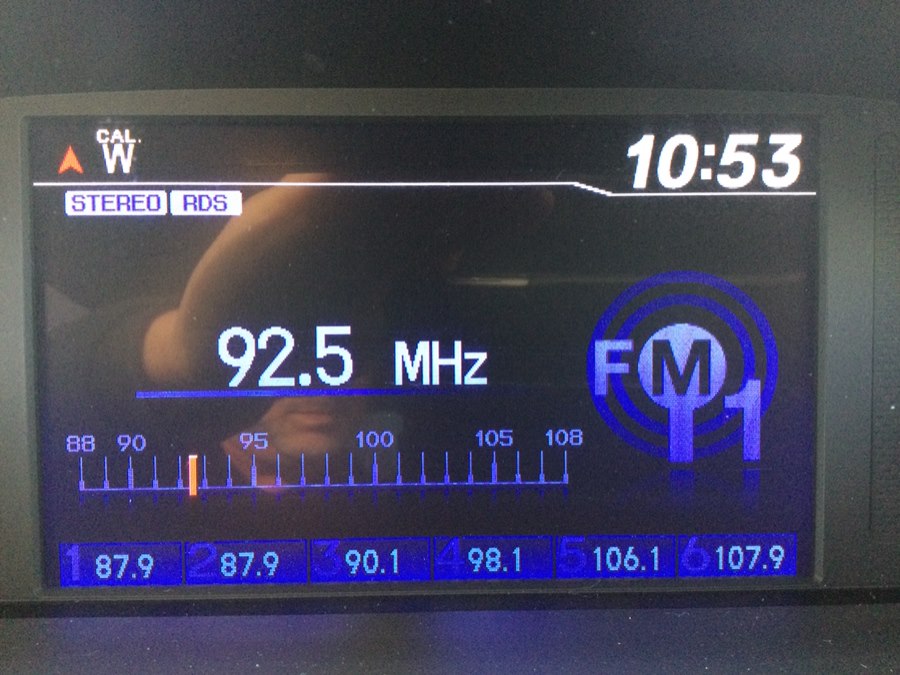 CAL.
W
10:53
STEREO RDS
92.5 MHz
FM
1
88 90 95 100 105 108
1 87.9 2 87.9 3 90.1 4 98.1 5 106.1 6 107.9